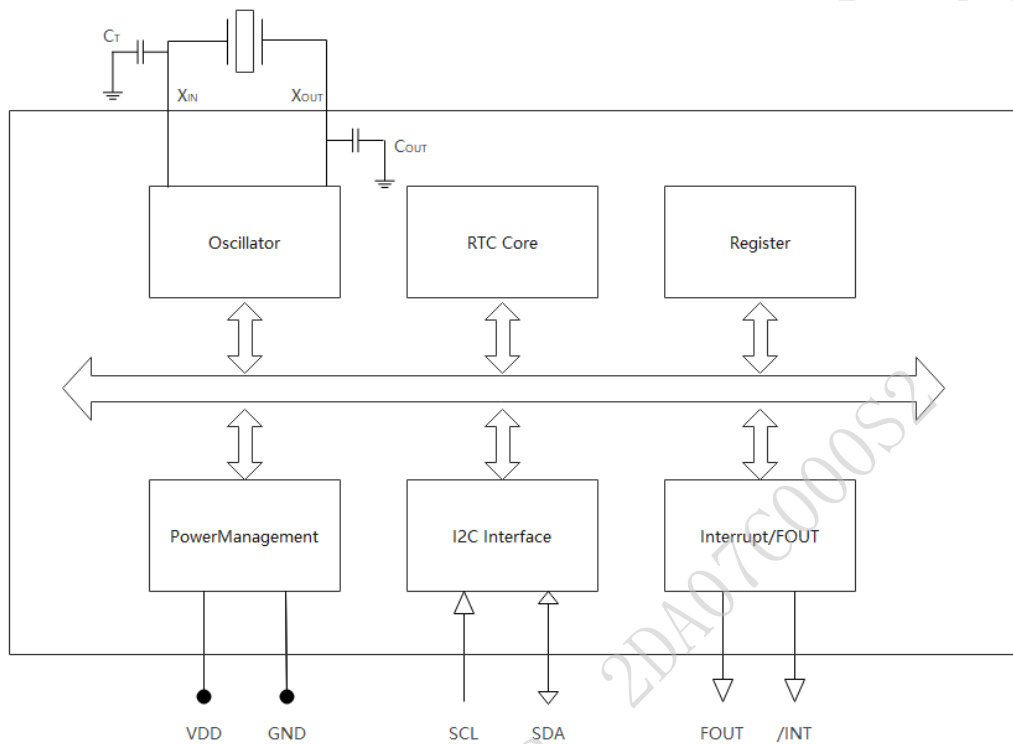 CT
XIN XOUT
COUT
Oscillator RTC Core Register
PowerManagement I2C Interface Interrupt/FOUT
2DA07C000S2
VDD GND SCL SDA FOUT /INT